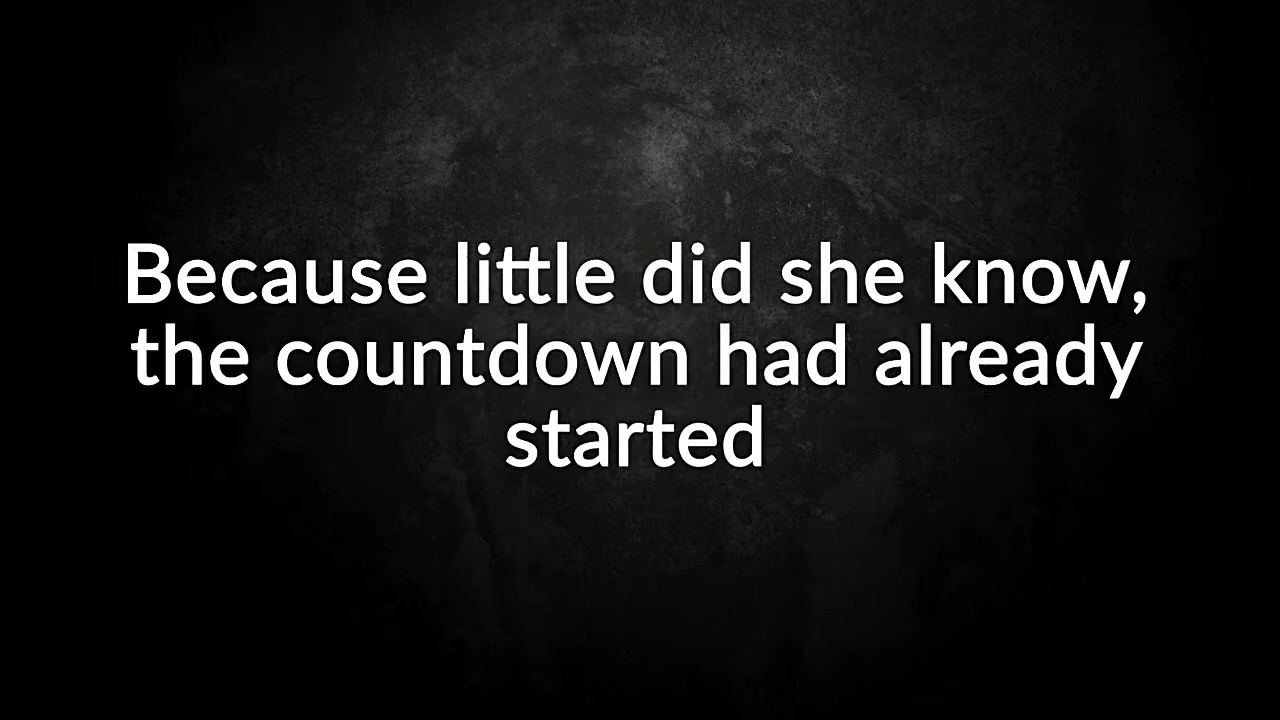 Because little did she know,
the countdown had already
started